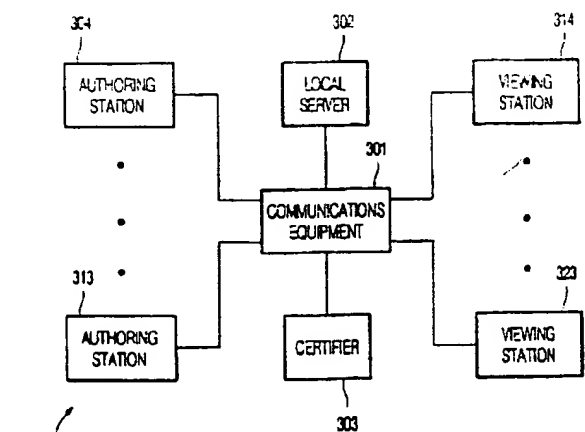 304
302
314
AUTHORING
STATION
LOCAL
SERVER
VIEWING
STATION
301
COMMUNICATIONS
EQUIPMENT
313
323
AUTHORING
STATION
CERTIFIER
VIEWING
STATION
303